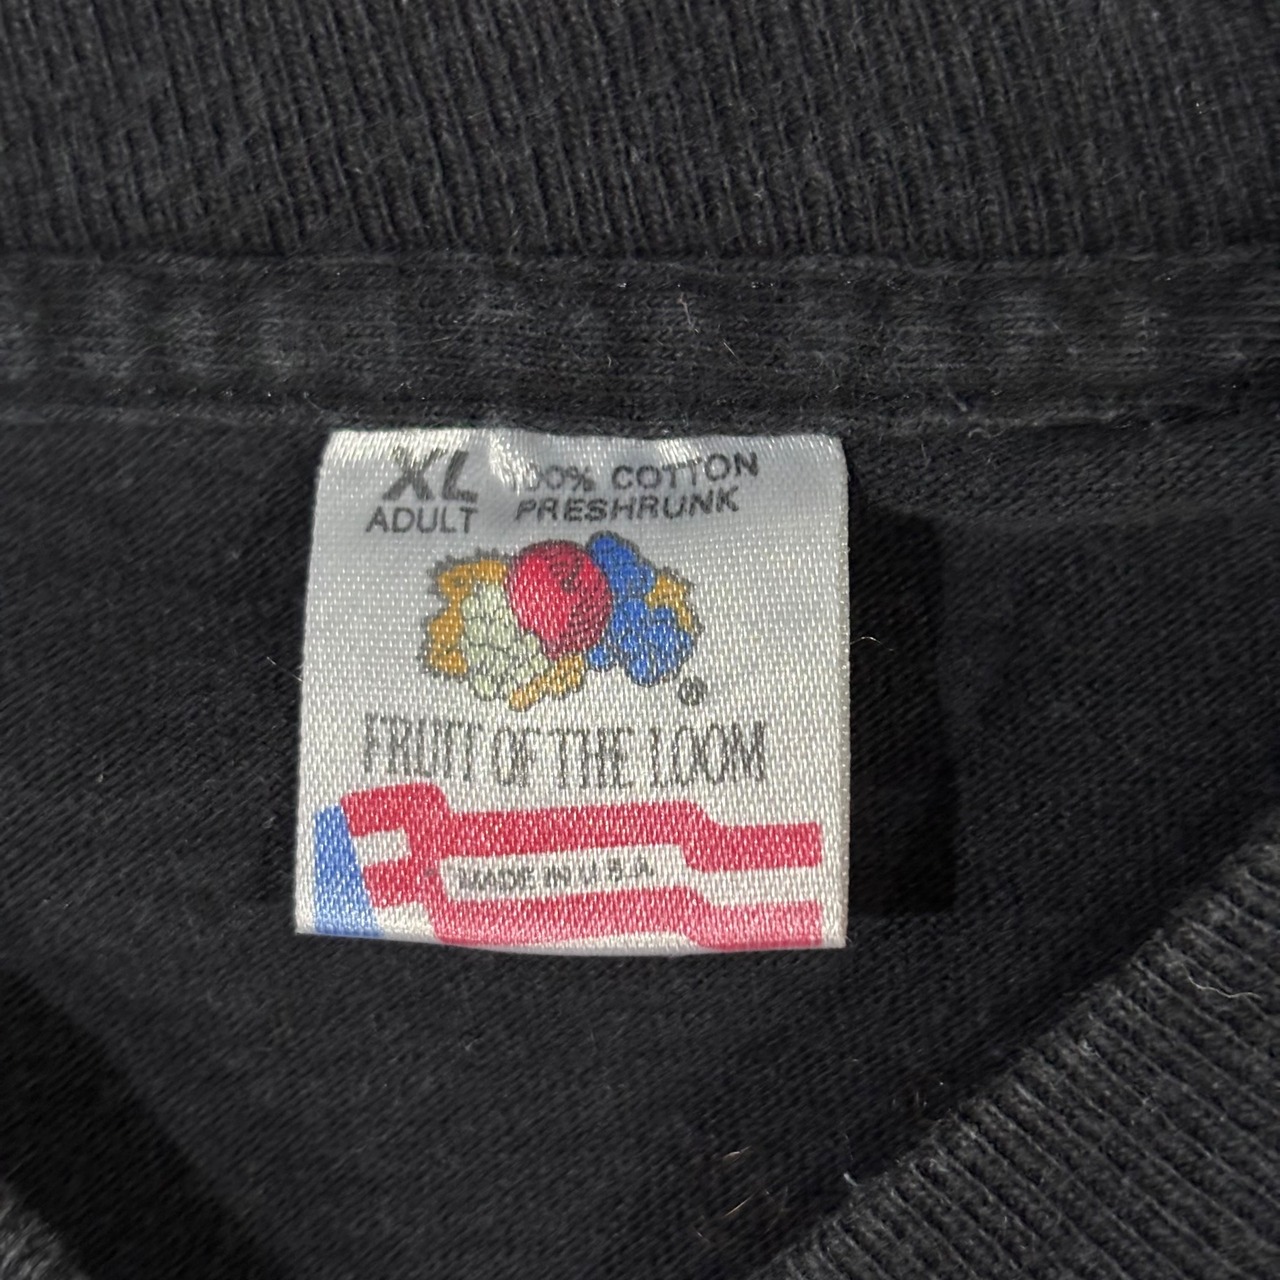 XL
ADULT
100% COTTON
PRESHRUNK
®
FRUIT OF THE LOOM
MADE IN U.S.A.